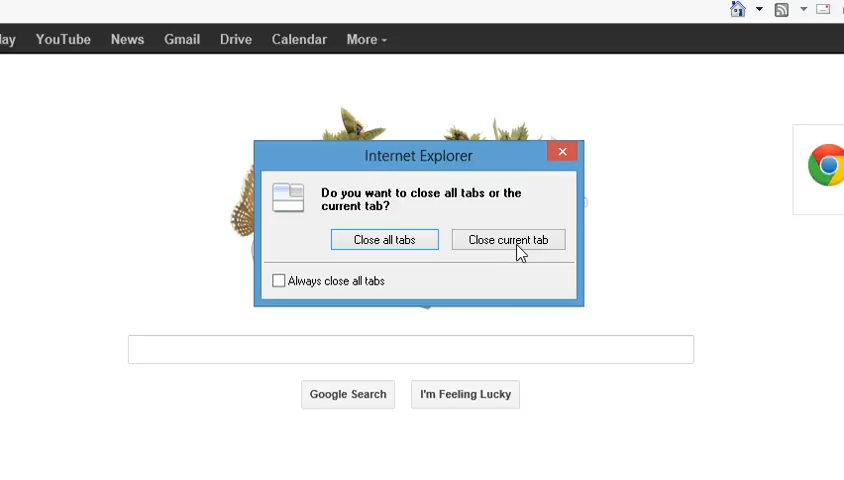 lay YouTube News Gmail Drive Calendar More
Internet Explorer
Do you want to close all tabs or the
current tab?
Close all tabs Close current tab
Always close all tabs
Google Search I'm Feeling Lucky